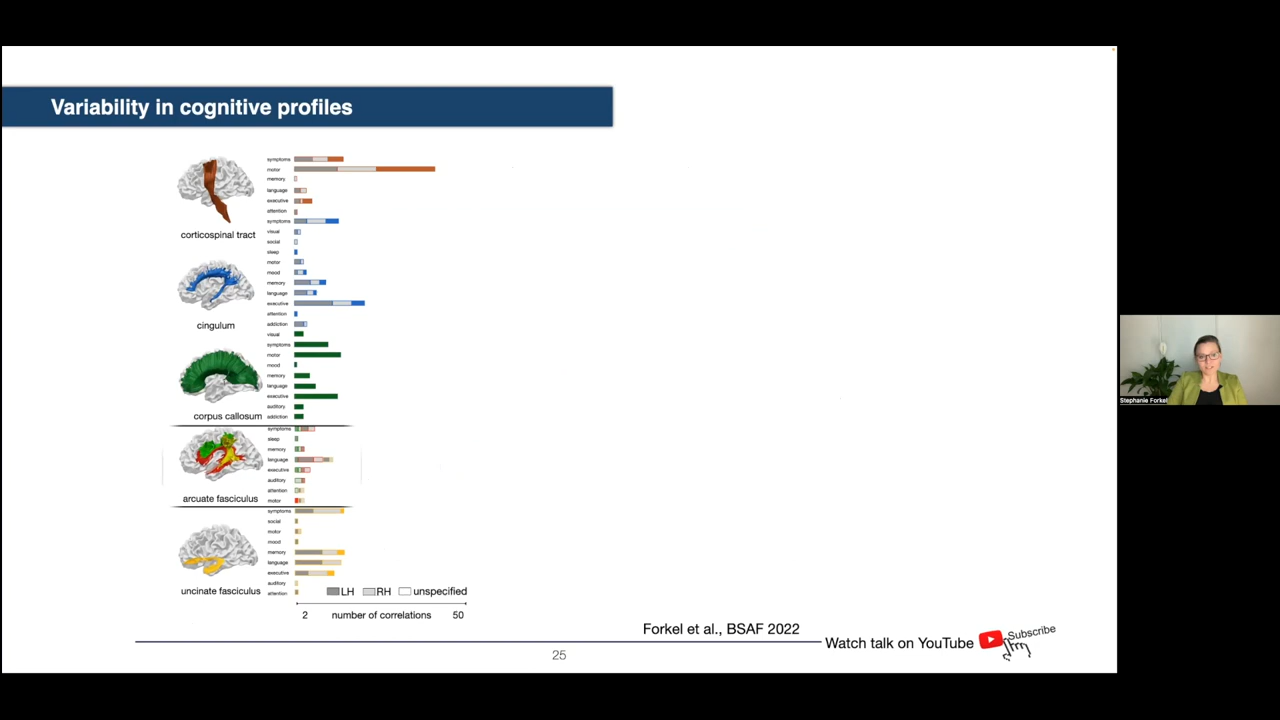 Variability in cognitive profiles
symptoms
motor
memory
language
executive
attention
corticospinal tract
symptoms
visual
social
sleep
motor
mood
memory
language
executive
attention
addiction
cingulum
visual
symptoms
motor
mood
memory
language
executive
auditory
addiction
corpus callosum
symptoms
sleep
memory
language
executive
auditory
attention
motor
arcuate fasciculus
symptoms
social
motor
mood
memory
language
executive
auditory
attention
uncinate fasciculus
LH RH unspecified
2 number of correlations 50
Forkel et al., BSAF 2022
Watch talk on YouTube
Subscribe
25
Stephanie Forkel